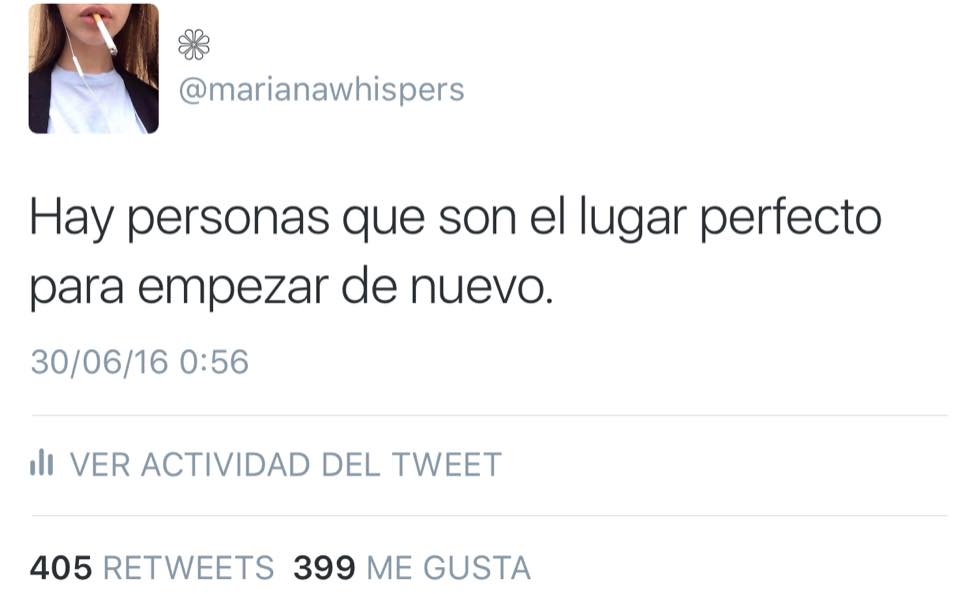 @marianawhispers
Hay personas que son el lugar perfecto
para empezar de nuevo.
30/06/16 0:56
VER ACTIVIDAD DEL TWEET
405 RETWEETS 399 ME GUSTA